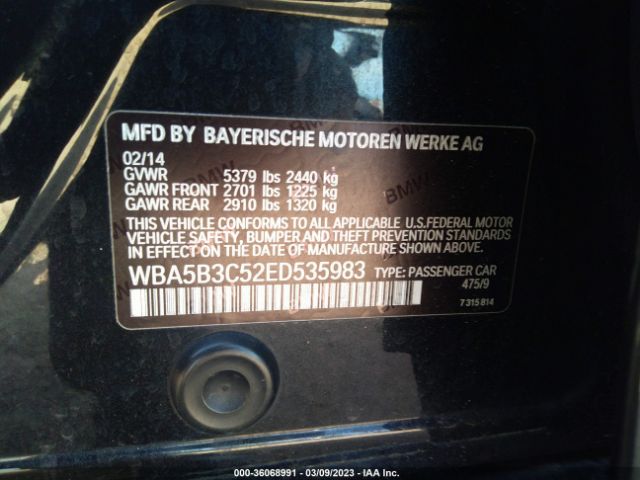 MFD BY BAYERISCHE MOTOREN WERKE AG
02/14
GVWR 5379 lbs 2440 kg
GAWR FRONT 2701 lbs 1225 kg
GAWR REAR 2910 lbs 1320 kg
THIS VEHICLE CONFORMS TO ALL APPLICABLE U.S.FEDERAL MOTOR
VEHICLE SAFETY, BUMPER AND THEFT PREVENTION STANDARDS
IN EFFECT ON THE DATE OF MANUFACTURE SHOWN ABOVE.
WBA5B3C52ED535983 TYPE: PASSENGER CAR
475/9
7 315 814
BMW
BMW
000-36068991 — 03/09/2023 — IAA Inc.